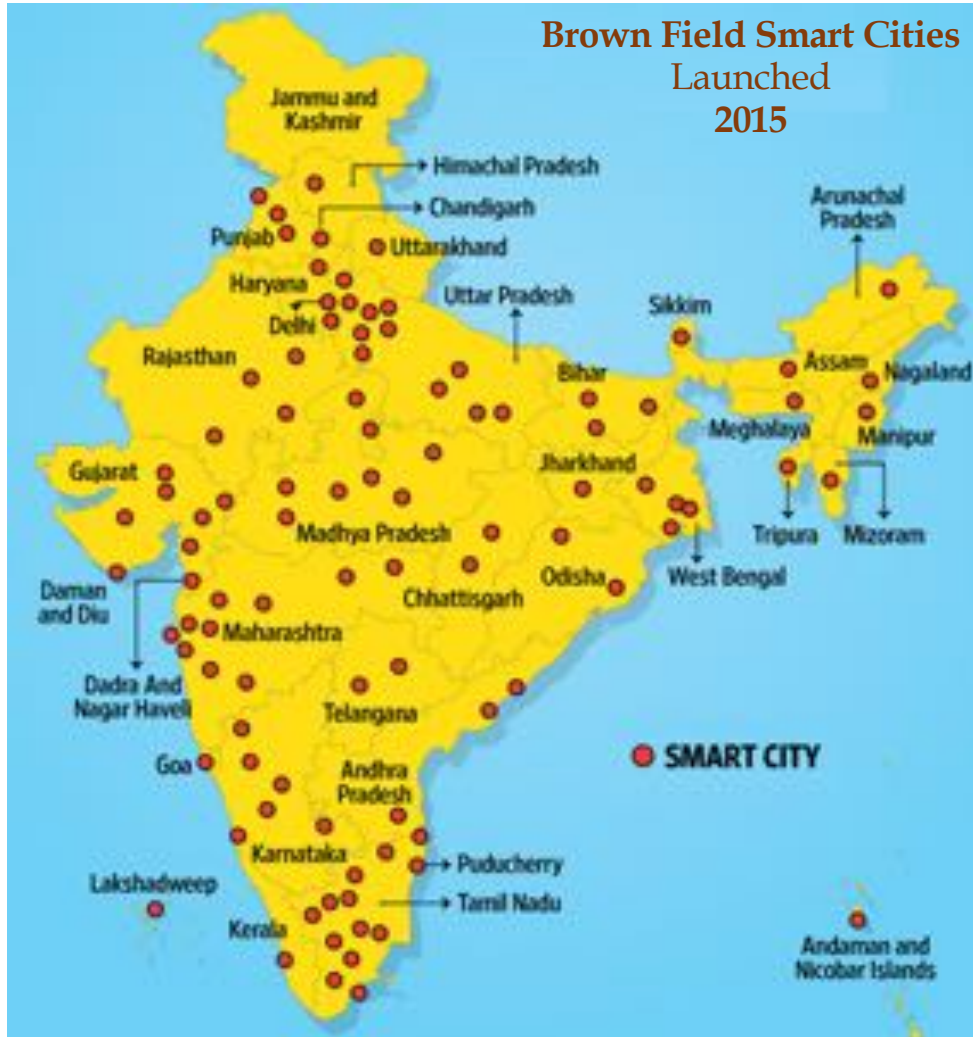 Brown Field Smart Cities
Launched
2015
Jammu and
Kashmir
Himachal Pradesh
Chandigarh
Arunachal
Pradesh
Punjab
Uttarakhand
Haryana
Uttar Pradesh
Sikkim
Delhi
Rajasthan
Bihar
Assam
Nagaland
Meghalaya
Manipur
Gujarat
Jharkhand
Madhya Pradesh
Tripura
Mizoram
Daman
and Diu
Chhattisgarh
Odisha
West Bengal
Maharashtra
Dadra And
Nagar Haveli
Telangana
Goa
SMART CITY
Andhra
Pradesh
Karnataka
Puducherry
Lakshadweep
Tamil Nadu
Kerala
Andaman and
Nicobar Islands